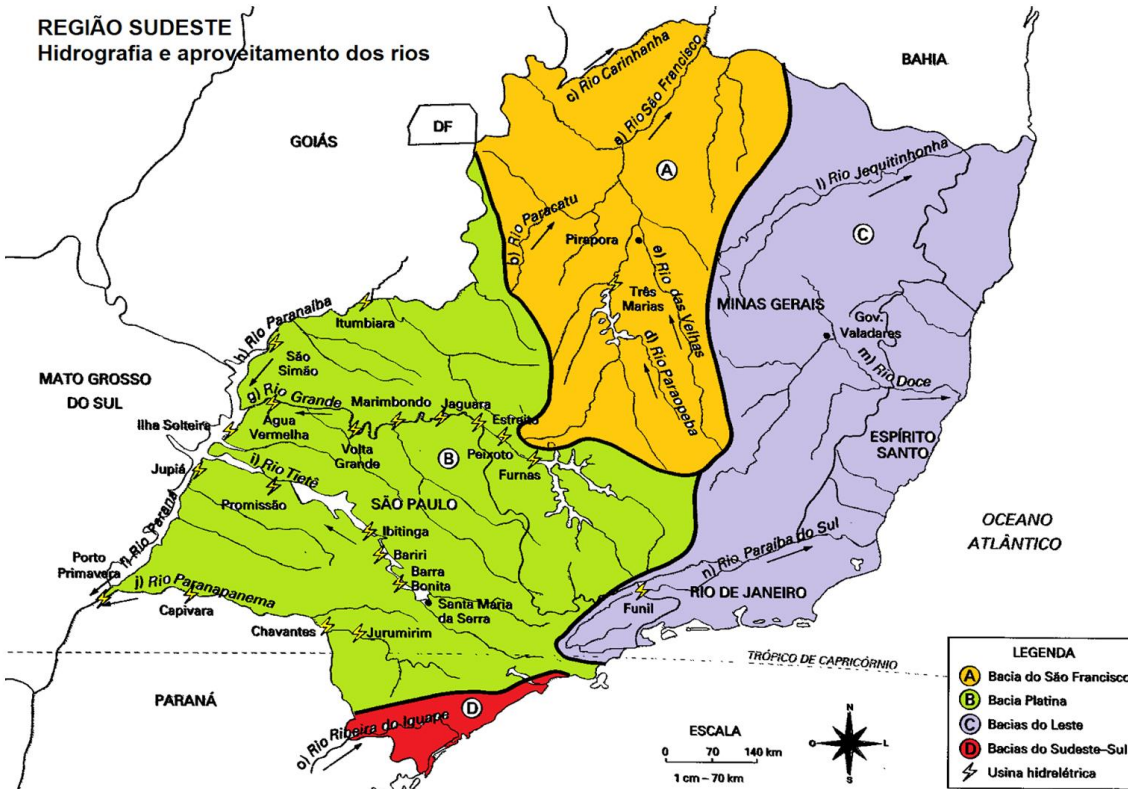 REGIÃO SUDESTE
Hidrografia e aproveitamento dos rios
BAHIA
GOIÁS
DF
c) Rio Carinhanha
a) Rio São Francisco
A
l) Rio Jequitinhonha
C
b) Rio Paracatu
Pirapora
e) Rio das Velhas
Três
Marias
MINAS GERAIS
Gov.
Valadares
d) Rio Paraopeba
m) Rio Doce
h) Rio Paranaíba
Itumbiara
São
Simão
MATO GROSSO
DO SUL
g) Rio Grande
Marimbondo
Jaguara
Estreito
Ilha Solteira
Água
Vermelha
Volta
Grande
B
Peixoto
Furnas
ESPÍRITO
SANTO
Jupiá
i) Rio Tietê
Promissão
SÃO PAULO
Ibitinga
OCEANO
ATLÂNTICO
f) Rio Paraná
Bariri
n) Rio Paraíba do Sul
Porto
Primavera
j) Rio Paranapanema
Barra
Bonita
RIO DE JANEIRO
Capivara
Santa Maria
da Serra
Funil
Chavantes
Jurumirim
TRÓPICO DE CAPRICÓRNIO
PARANÁ
D
o) Rio Ribeira do Iguape
ESCALA
0 70 140 km
1 cm – 70 km
N
O
L
S
LEGENDA
A Bacia do São Francisco
B Bacia Platina
C Bacias do Leste
D Bacias do Sudeste–Sul
Usina hidrelétrica